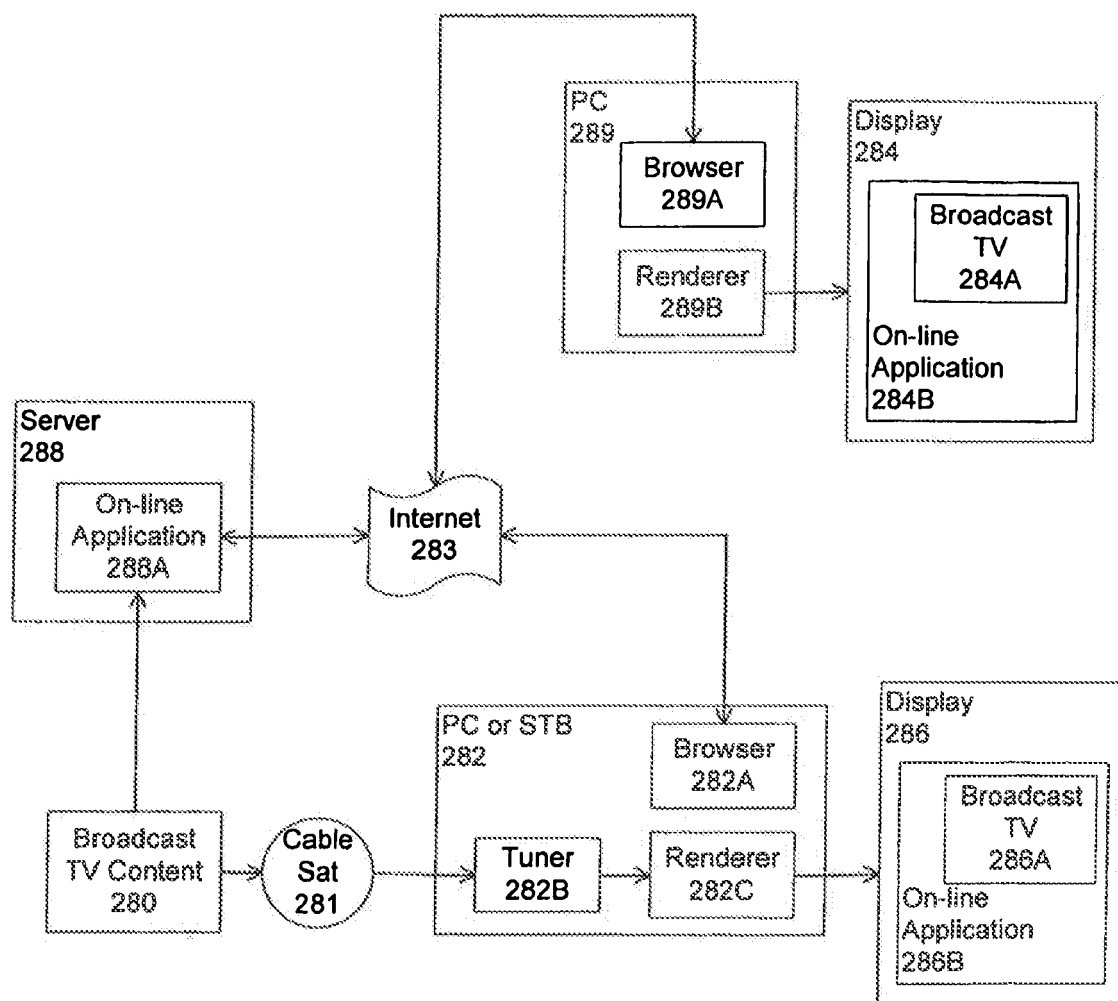 PC
289
Browser
289A
Renderer
289B
Display
284
Broadcast
TV
284A
On-line
Application
284B
Server
288
On-line
Application
288A
Internet
283
PC or STB
282
Browser
282A
Tuner
282B
Renderer
282C
Display
286
Broadcast
TV
286A
On-line
Application
286B
Broadcast
TV Content
280
Cable
Sat
281